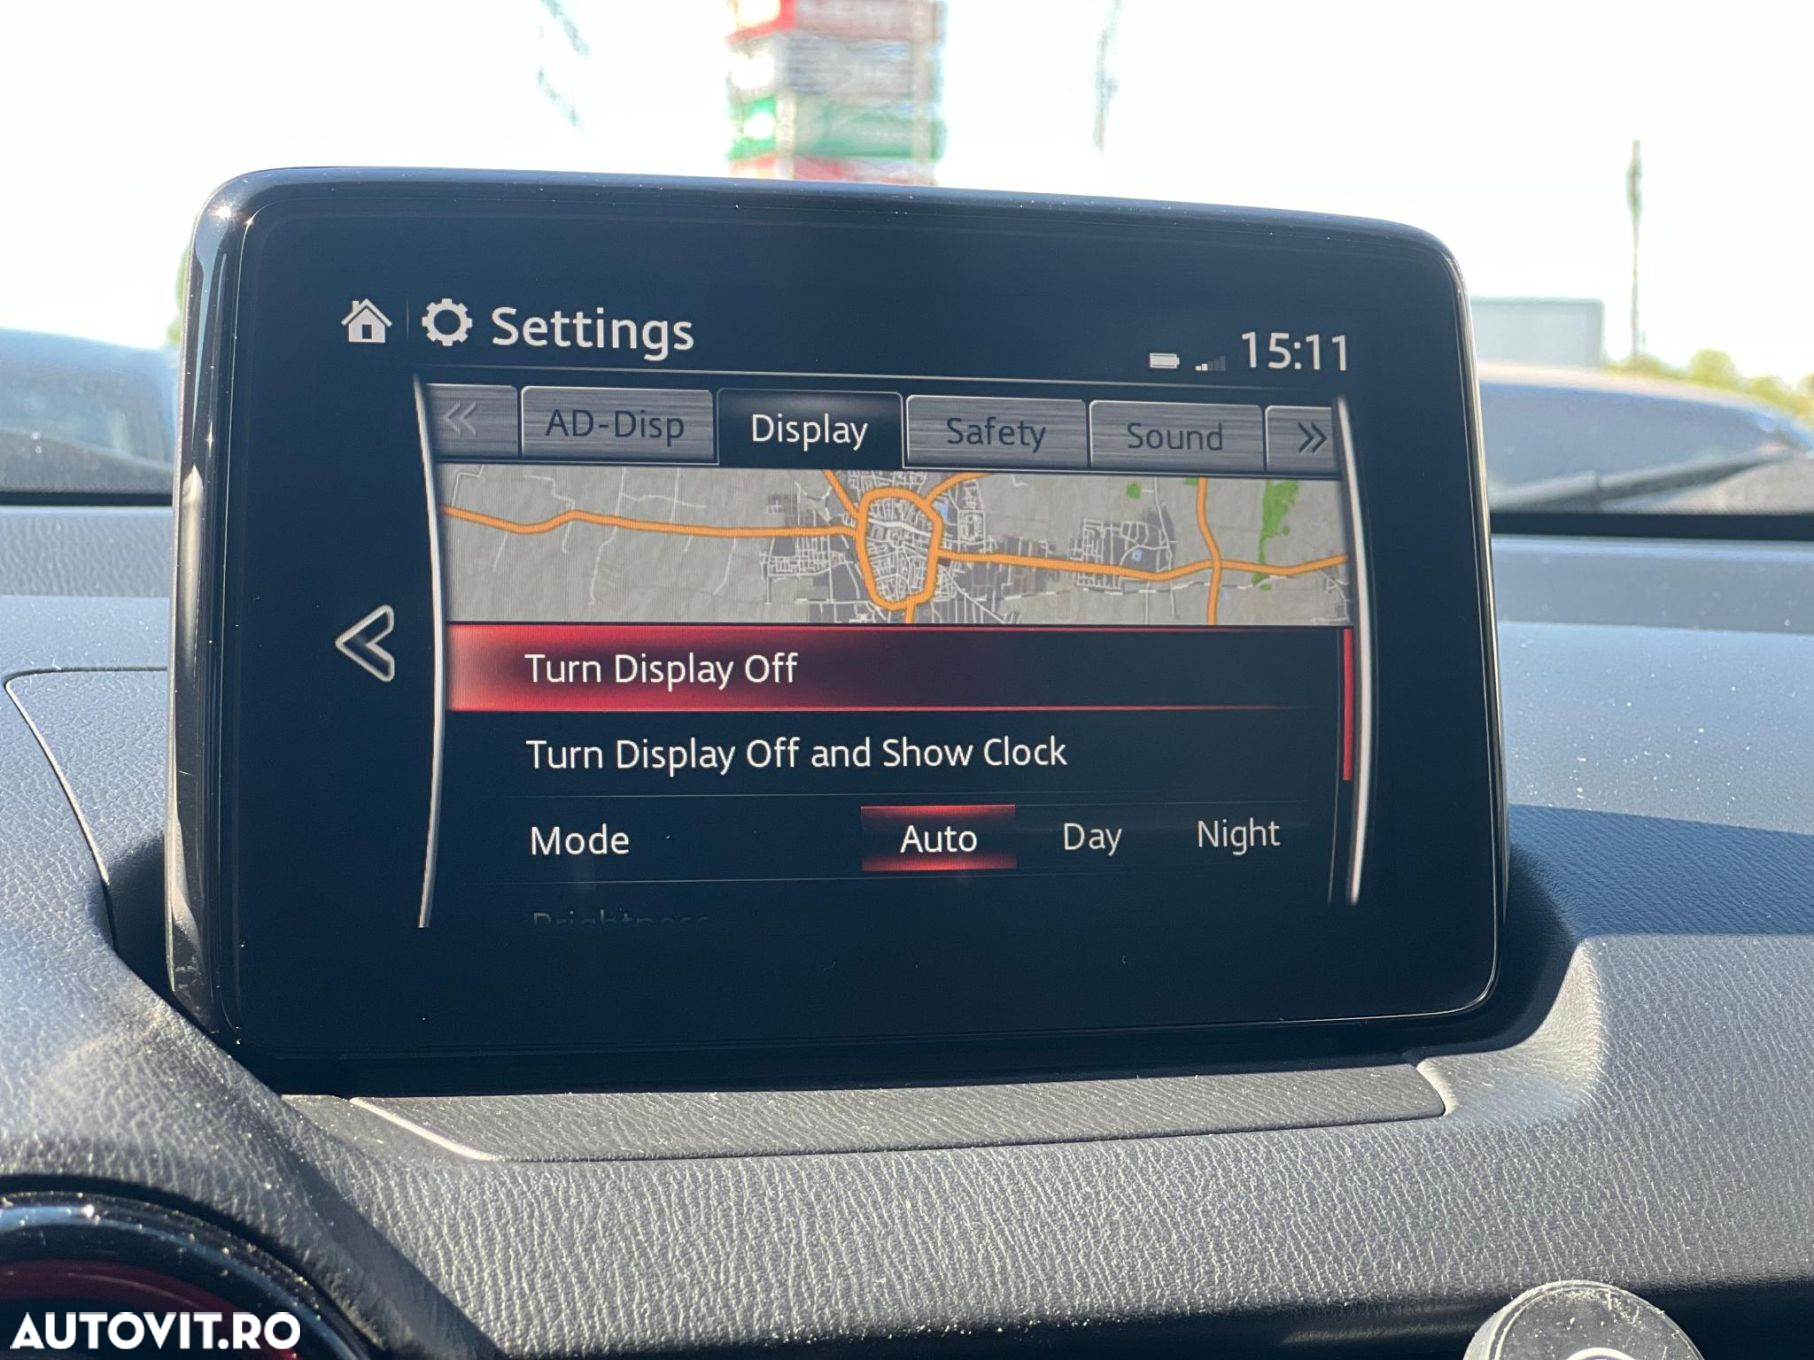 Settings
15:11
AD-Disp
Display
Safety
Sound
Turn Display Off
Turn Display Off and Show Clock
Mode
Auto
Day
Night
Brightness
AUTOVIT.RO